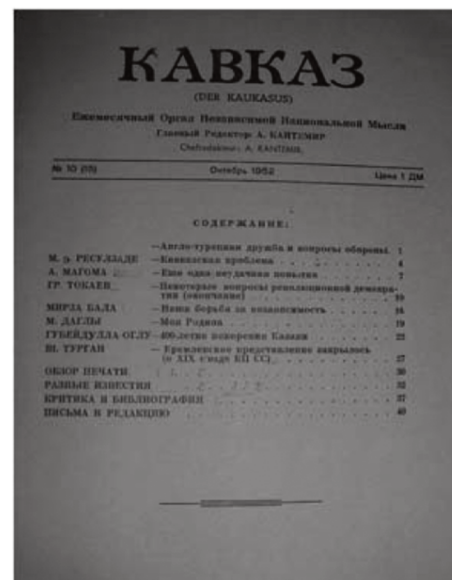 КАВКАЗ
(DER KAUKASUS)
Ежемесячный Орган Независимой Национальной Мысли
Главный Редактор: А. КАНТЕМИР
Chefredakteur: A. KANTEMIR
№ 10 (15) Октябрь 1952 Цена 1 ДМ
СОДЕРЖАНИЕ:
—Англо-турецкая дружба и вопросы обороны. 1
М. Э. РЕСУЛЗАДЕ —Кавказская проблема 4
А. МАГОМА —Еще одна неудачная попытка 7
ГР. ТОКАЕВ —Некоторые вопросы революционной демократии (окончание) 10
МИРЗА БАЛА —Наша борьба за независимость
М. ДАГЛЫ —Моя Родина 19
ГУБЕЙДУЛЛА ОГЛУ —400-летие покорения Казани 22
Ш. ТУРГАН — Кремлевское представление закрылось
(о XIX с'езде КП СС) 27
ОБЗОР ПЕЧАТИ 30
РАЗНЫЕ ИЗВЕСТИЯ 32
КРИТИКА И БИБЛИОГРАФИЯ 37
ПИСЬМА В РЕДАКЦИЮ 40